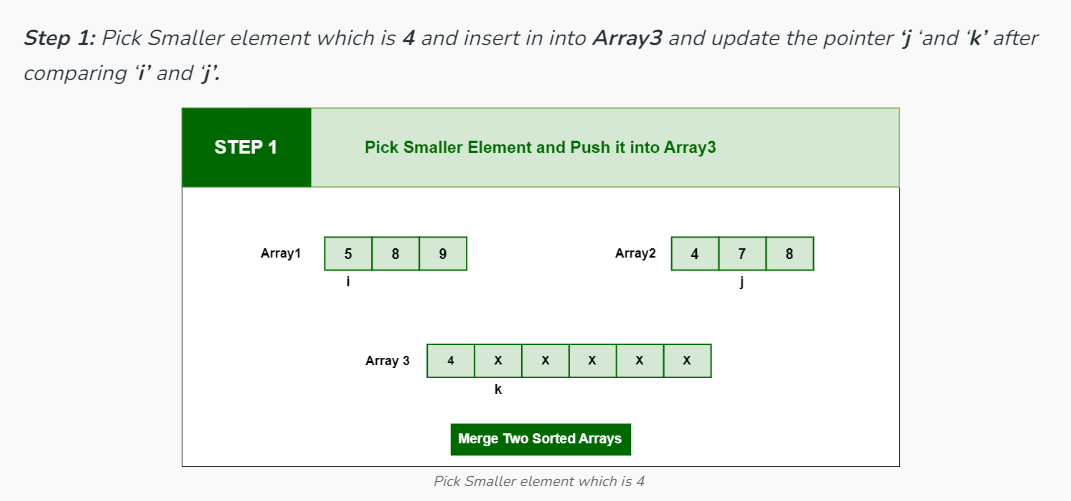 Step 1: Pick Smaller element which is 4 and insert in into Array3 and update the pointer ‘j ‘and ‘k’ after
comparing ‘i’ and ‘j’.
STEP 1
Pick Smaller Element and Push it into Array3
Array1 5 8 9
i
Array2 4 7 8
j
Array 3 4 X X X X X
k
Merge Two Sorted Arrays
Pick Smaller element which is 4